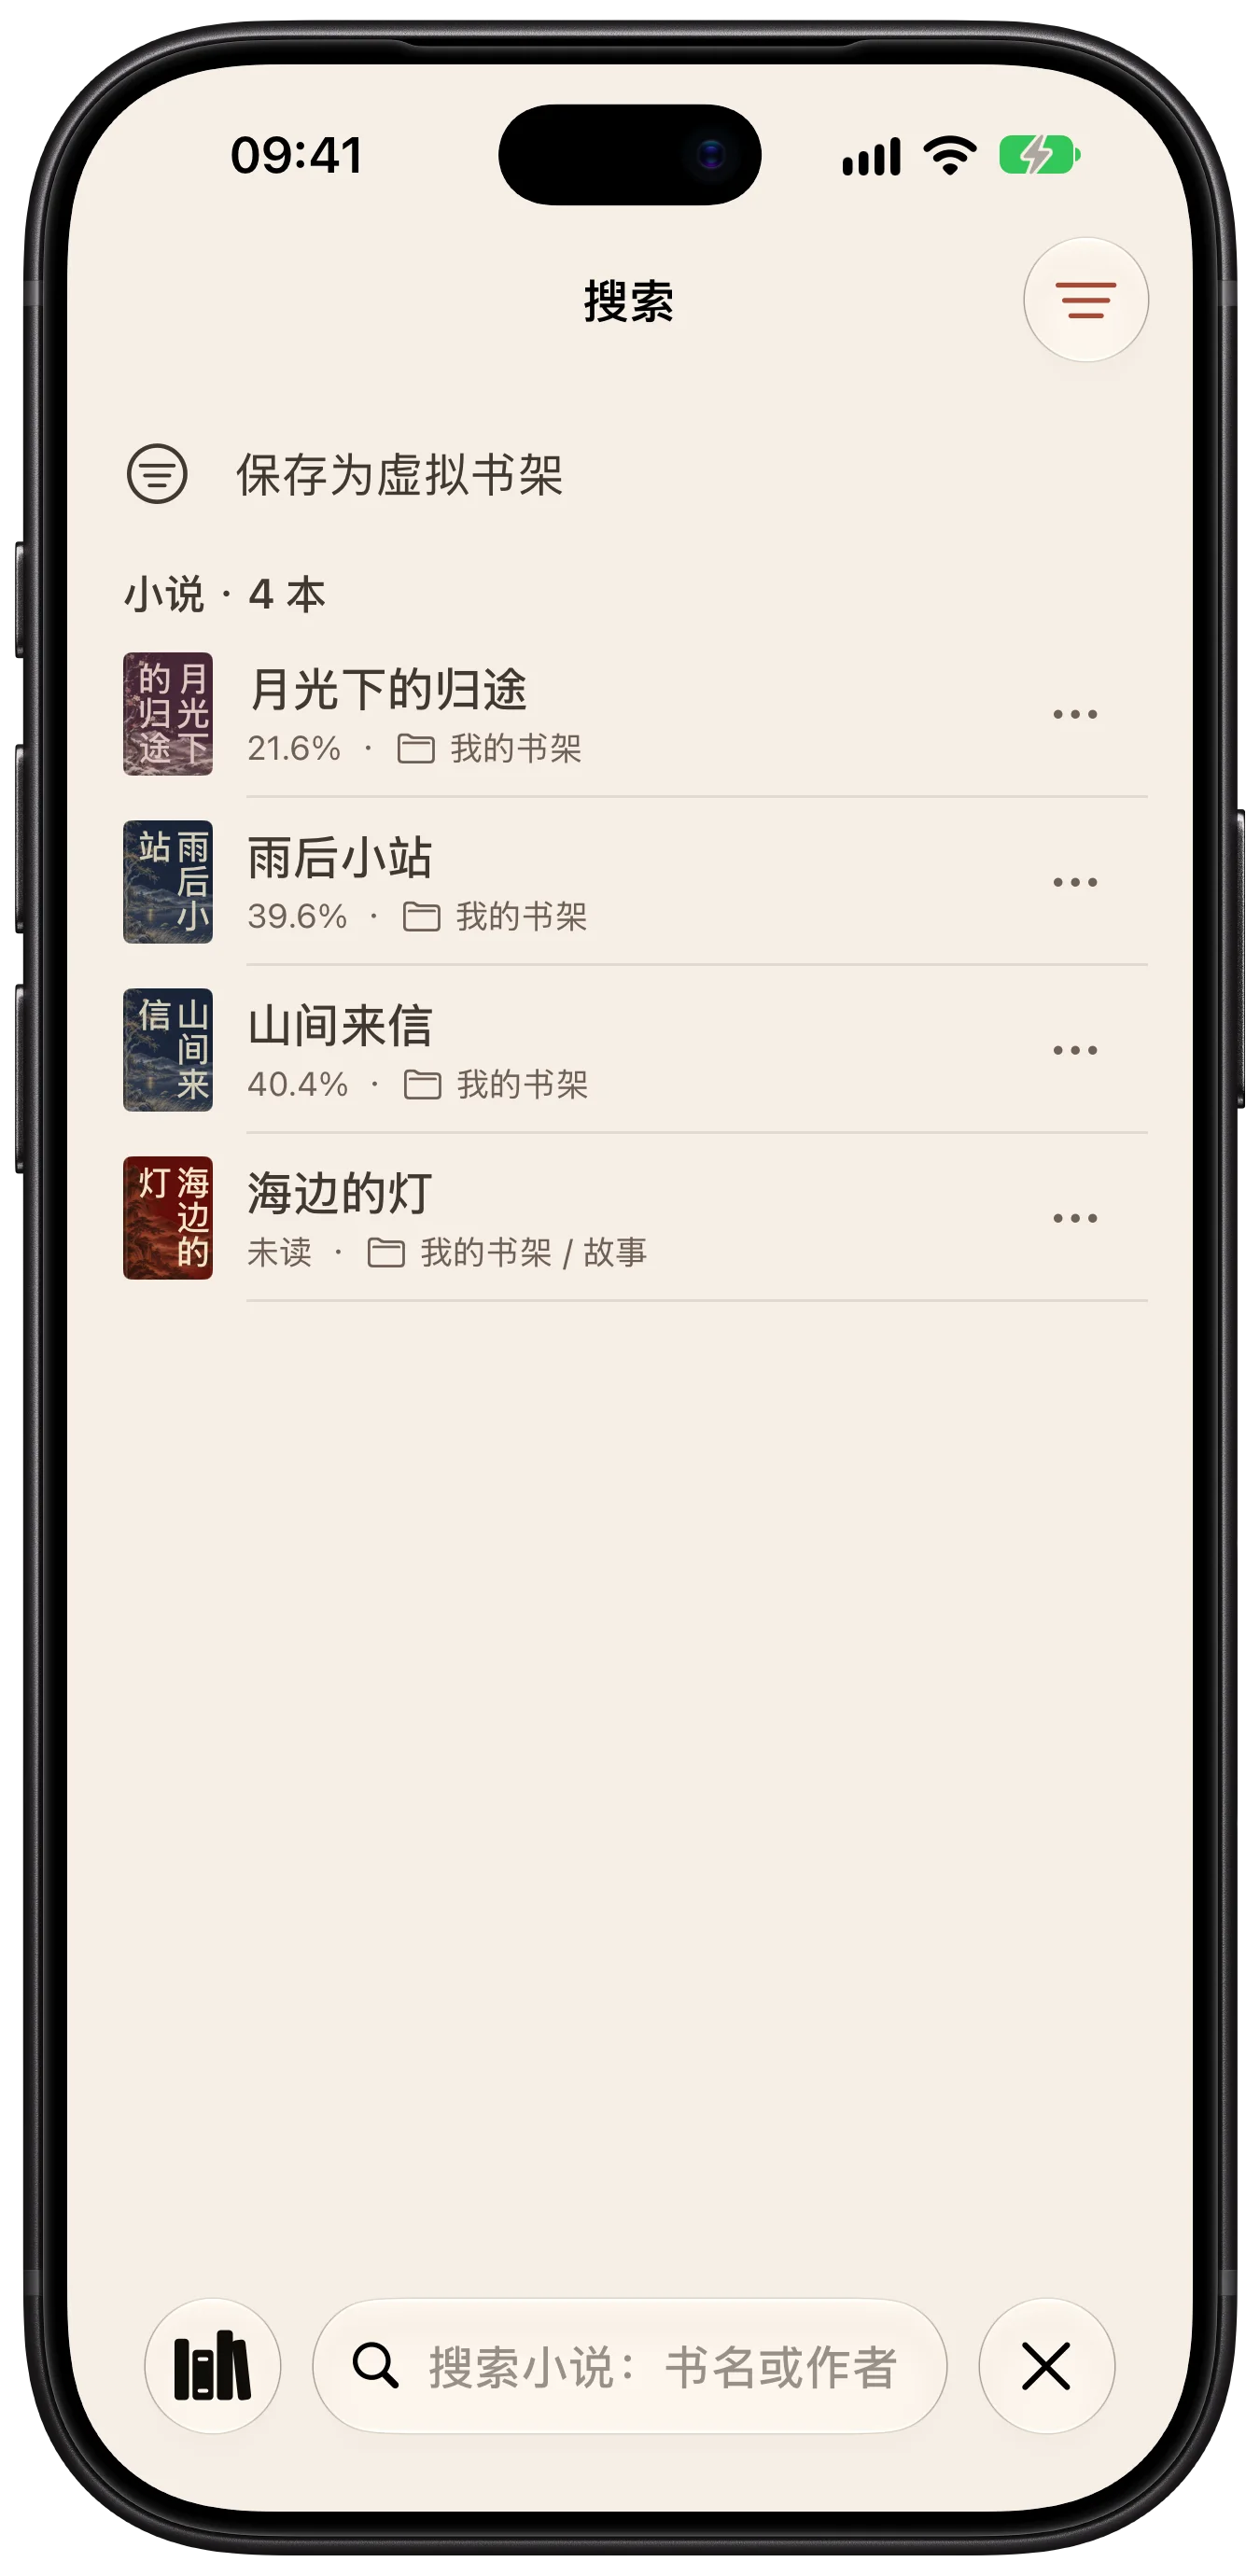 09:41
搜索
保存为虚拟书架
小说 · 4 本
月光下的归途
月光下的归途
21.6% · 我的书架
雨后小站
雨后小站
39.6% · 我的书架
山间来信
山间来信
40.4% · 我的书架
海边的灯
海边的灯
未读 · 我的书架 / 故事
搜索小说：书名或作者